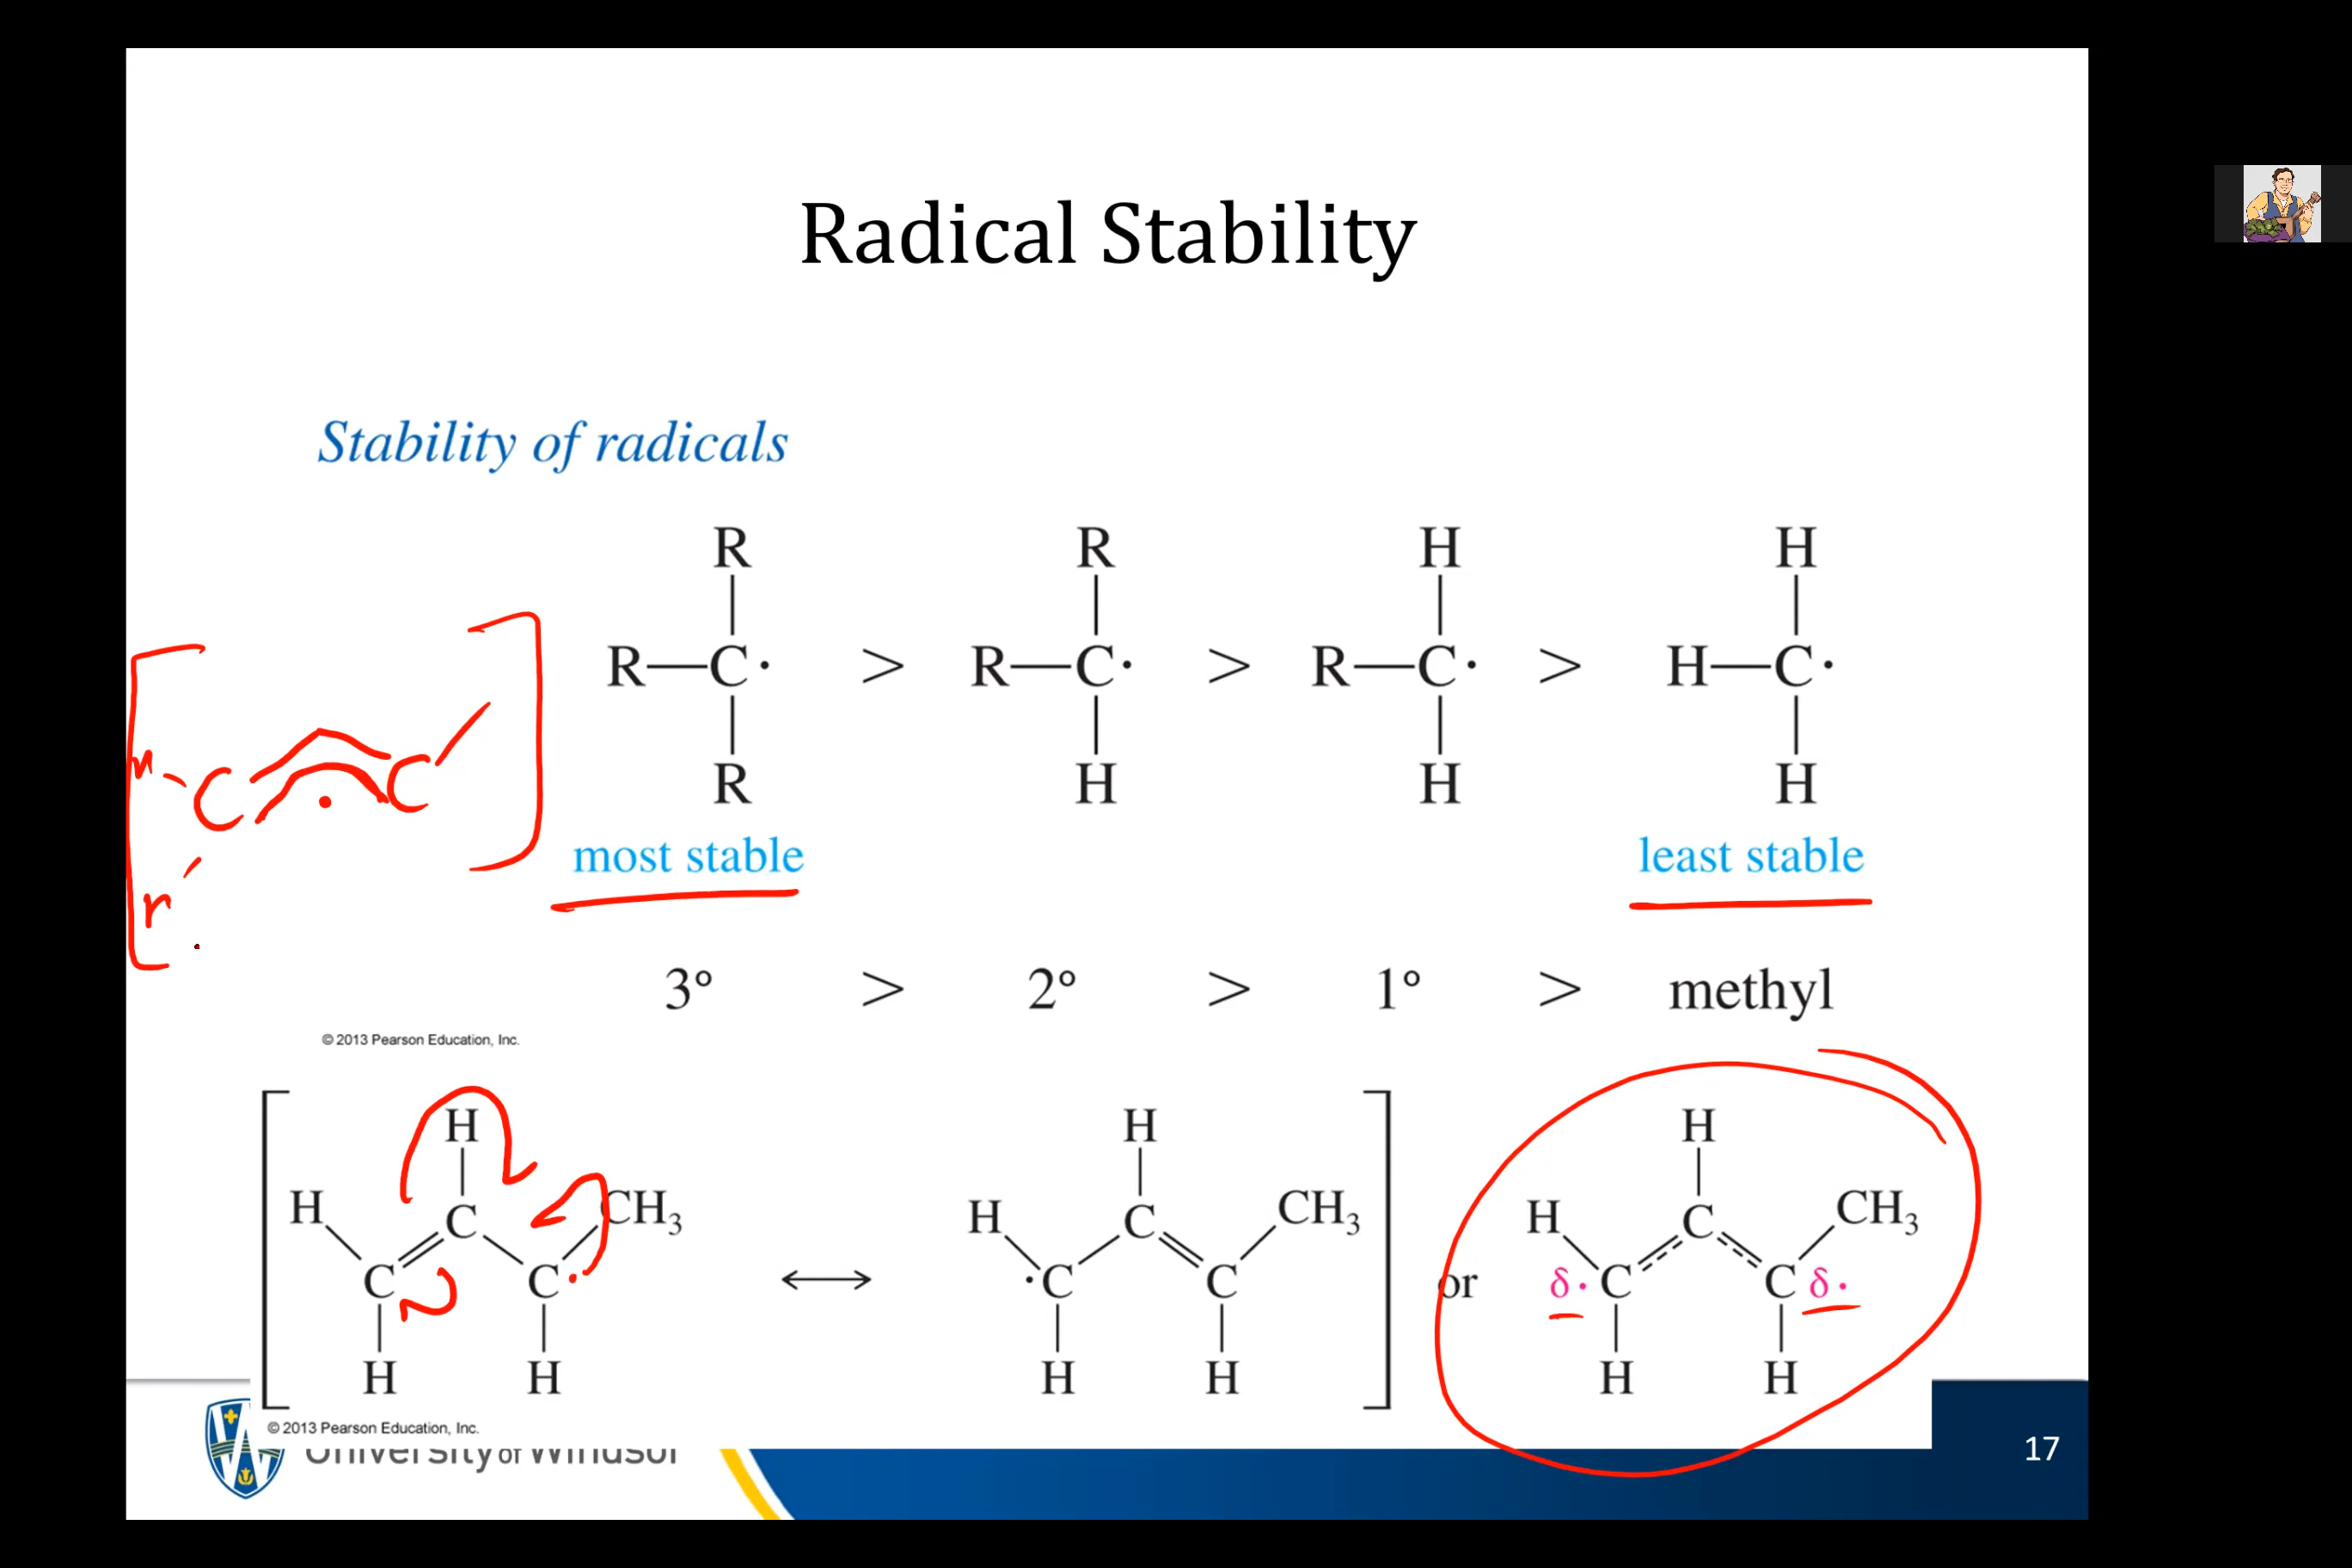 Radical Stability
Stability of radicals
R R H H
R—C· > R—C· > R—C· > H—C·
R H H H
C C
r
most stable least stable
3° > 2° > 1° > methyl
© 2013 Pearson Education, Inc.
H H H
H CH₃ H CH₃ H CH₃
C C C
C C· ⟷ ·C C or δ· C C δ·
H H H H H H
© 2013 Pearson Education, Inc.
University of Windsor
17